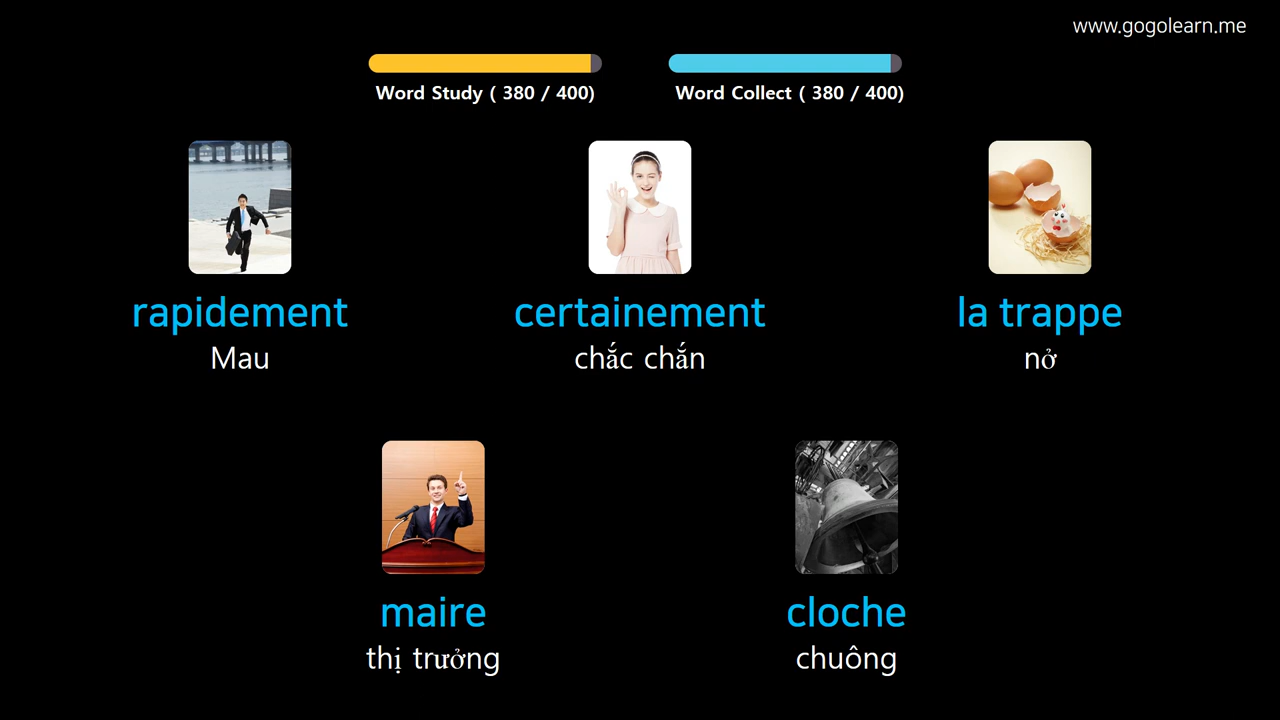 www.gogolearn.me
Word Study ( 380 / 400)
Word Collect ( 380 / 400)
rapidement
Mau
certainement
chắc chắn
la trappe
nở
maire
thị trưởng
cloche
chuông